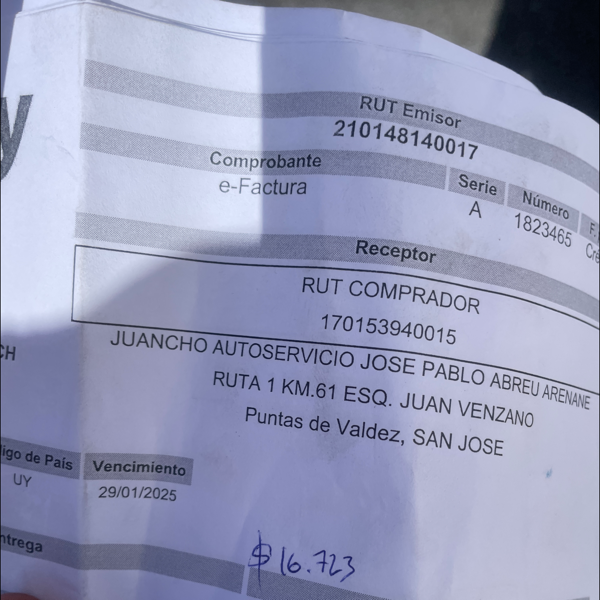 y
RUT Emisor
210148140017
Comprobante Serie Número F.
e-Factura A 1823465 Cré
Receptor
RUT COMPRADOR
170153940015
CH
JUANCHO AUTOSERVICIO JOSE PABLO ABREU ARENANE
RUTA 1 KM.61 ESQ. JUAN VENZANO
Puntas de Valdez, SAN JOSE
igo de País Vencimiento
UY 29/01/2025
ntrega
$ 16.723